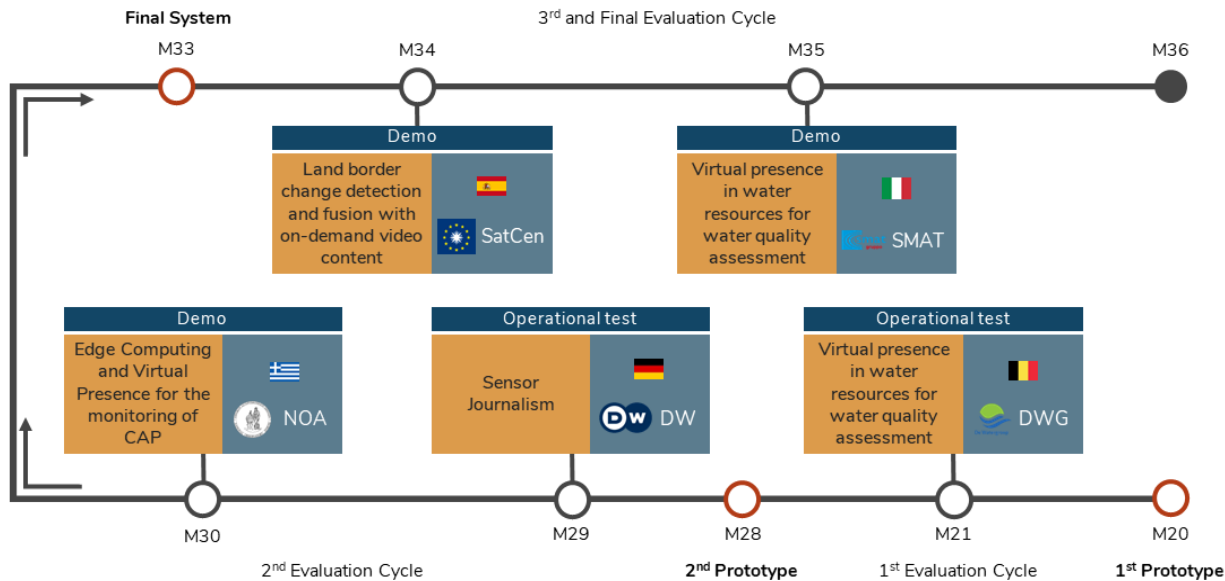 Final System
3rd and Final Evaluation Cycle
M33
M34
M35
M36
Demo
Land border
change detection
and fusion with
on-demand video
content
SatCen
Demo
Virtual presence
in water
resources for
water quality
assessment
SMAT
Demo
Edge Computing
and Virtual
Presence for the
monitoring of
CAP
NOA
Operational test
Sensor
Journalism
DW
DW
Operational test
Virtual presence
in water
resources for
water quality
assessment
DWG
M30
M29
M28
M21
M20
2nd Evaluation Cycle
2nd Prototype
1st Evaluation Cycle
1st Prototype